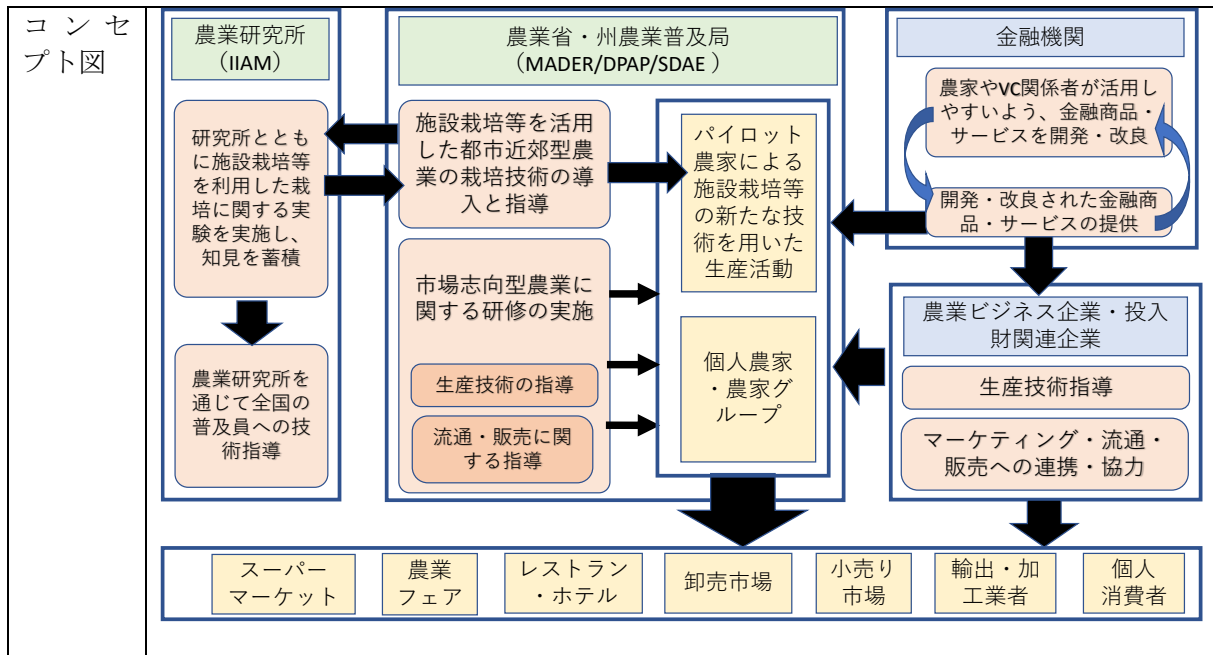 コンセ
プト図
農業研究所
（IIAM）
研究所ととも
に施設栽培等
を利用した栽
培に関する実
験を実施し、
知見を蓄積
農業研究所を
通じて全国の
普及員への技
術指導
農業省・州農業普及局
（MADER/DPAP/SDAE ）
施設栽培等を活用
した都市近郊型農
業の栽培技術の導
入と指導
市場志向型農業に
関する研修の実施
生産技術の指導
流通・販売に関
する指導
パイロット
農家による
施設栽培等
の新たな技
術を用いた
生産活動
個人農家
・農家グ
ループ
金融機関
農家やVC関係者が活用し
やすいよう、金融商品・
サービスを開発・改良
開発・改良された金融商
品・サービスの提供
農業ビジネス企業・投入
財関連企業
生産技術指導
マーケティング・流通・
販売への連携・協力
スーパー
マーケット
農業
フェア
レストラン
・ホテル
卸売市場
小売り
市場
輸出・加
工業者
個人
消費者